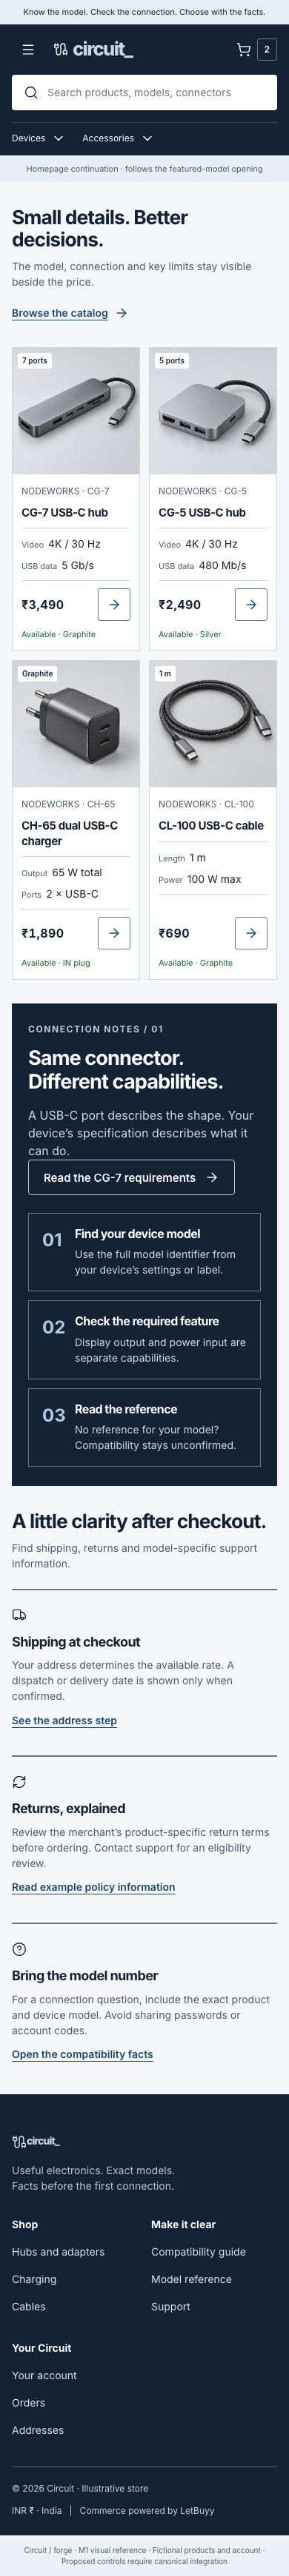 Know the model. Check the connection. Choose with the facts.
circuit_
2
Search products, models, connectors
Devices
Accessories
Homepage continuation · follows the featured-model opening
Small details. Better
decisions.
The model, connection and key limits stay visible
beside the price.
Browse the catalog
7 ports
NODEWORKS · CG-7
CG-7 USB-C hub
Video 4K / 30 Hz
USB data 5 Gb/s
₹3,490
Available · Graphite
5 ports
NODEWORKS · CG-5
CG-5 USB-C hub
Video 4K / 30 Hz
USB data 480 Mb/s
₹2,490
Available · Silver
Graphite
NODEWORKS · CH-65
CH-65 dual USB-C
charger
Output 65 W total
Ports 2 × USB-C
₹1,890
Available · IN plug
1 m
NODEWORKS · CL-100
CL-100 USB-C cable
Length 1 m
Power 100 W max
₹690
Available · Graphite
CONNECTION NOTES / 01
Same connector.
Different capabilities.
A USB-C port describes the shape. Your
device’s specification describes what it
can do.
Read the CG-7 requirements
01
Find your device model
Use the full model identifier from
your device’s settings or label.
02
Check the required feature
Display output and power input are
separate capabilities.
03
Read the reference
No reference for your model?
Compatibility stays unconfirmed.
A little clarity after checkout.
Find shipping, returns and model-specific support
information.
Shipping at checkout
Your address determines the available rate. A
dispatch or delivery date is shown only when
confirmed.
See the address step
Returns, explained
Review the merchant’s product-specific return terms
before ordering. Contact support for an eligibility
review.
Read example policy information
Bring the model number
For a connection question, include the exact product
and device model. Avoid sharing passwords or
account codes.
Open the compatibility facts
circuit_
Useful electronics. Exact models.
Facts before the first connection.
Shop
Hubs and adapters
Charging
Cables
Make it clear
Compatibility guide
Model reference
Support
Your Circuit
Your account
Orders
Addresses
© 2026 Circuit · Illustrative store
INR ₹ · India | Commerce powered by LetBuyy
Circuit / forge · M1 visual reference · Fictional products and account ·
Proposed controls require canonical integration